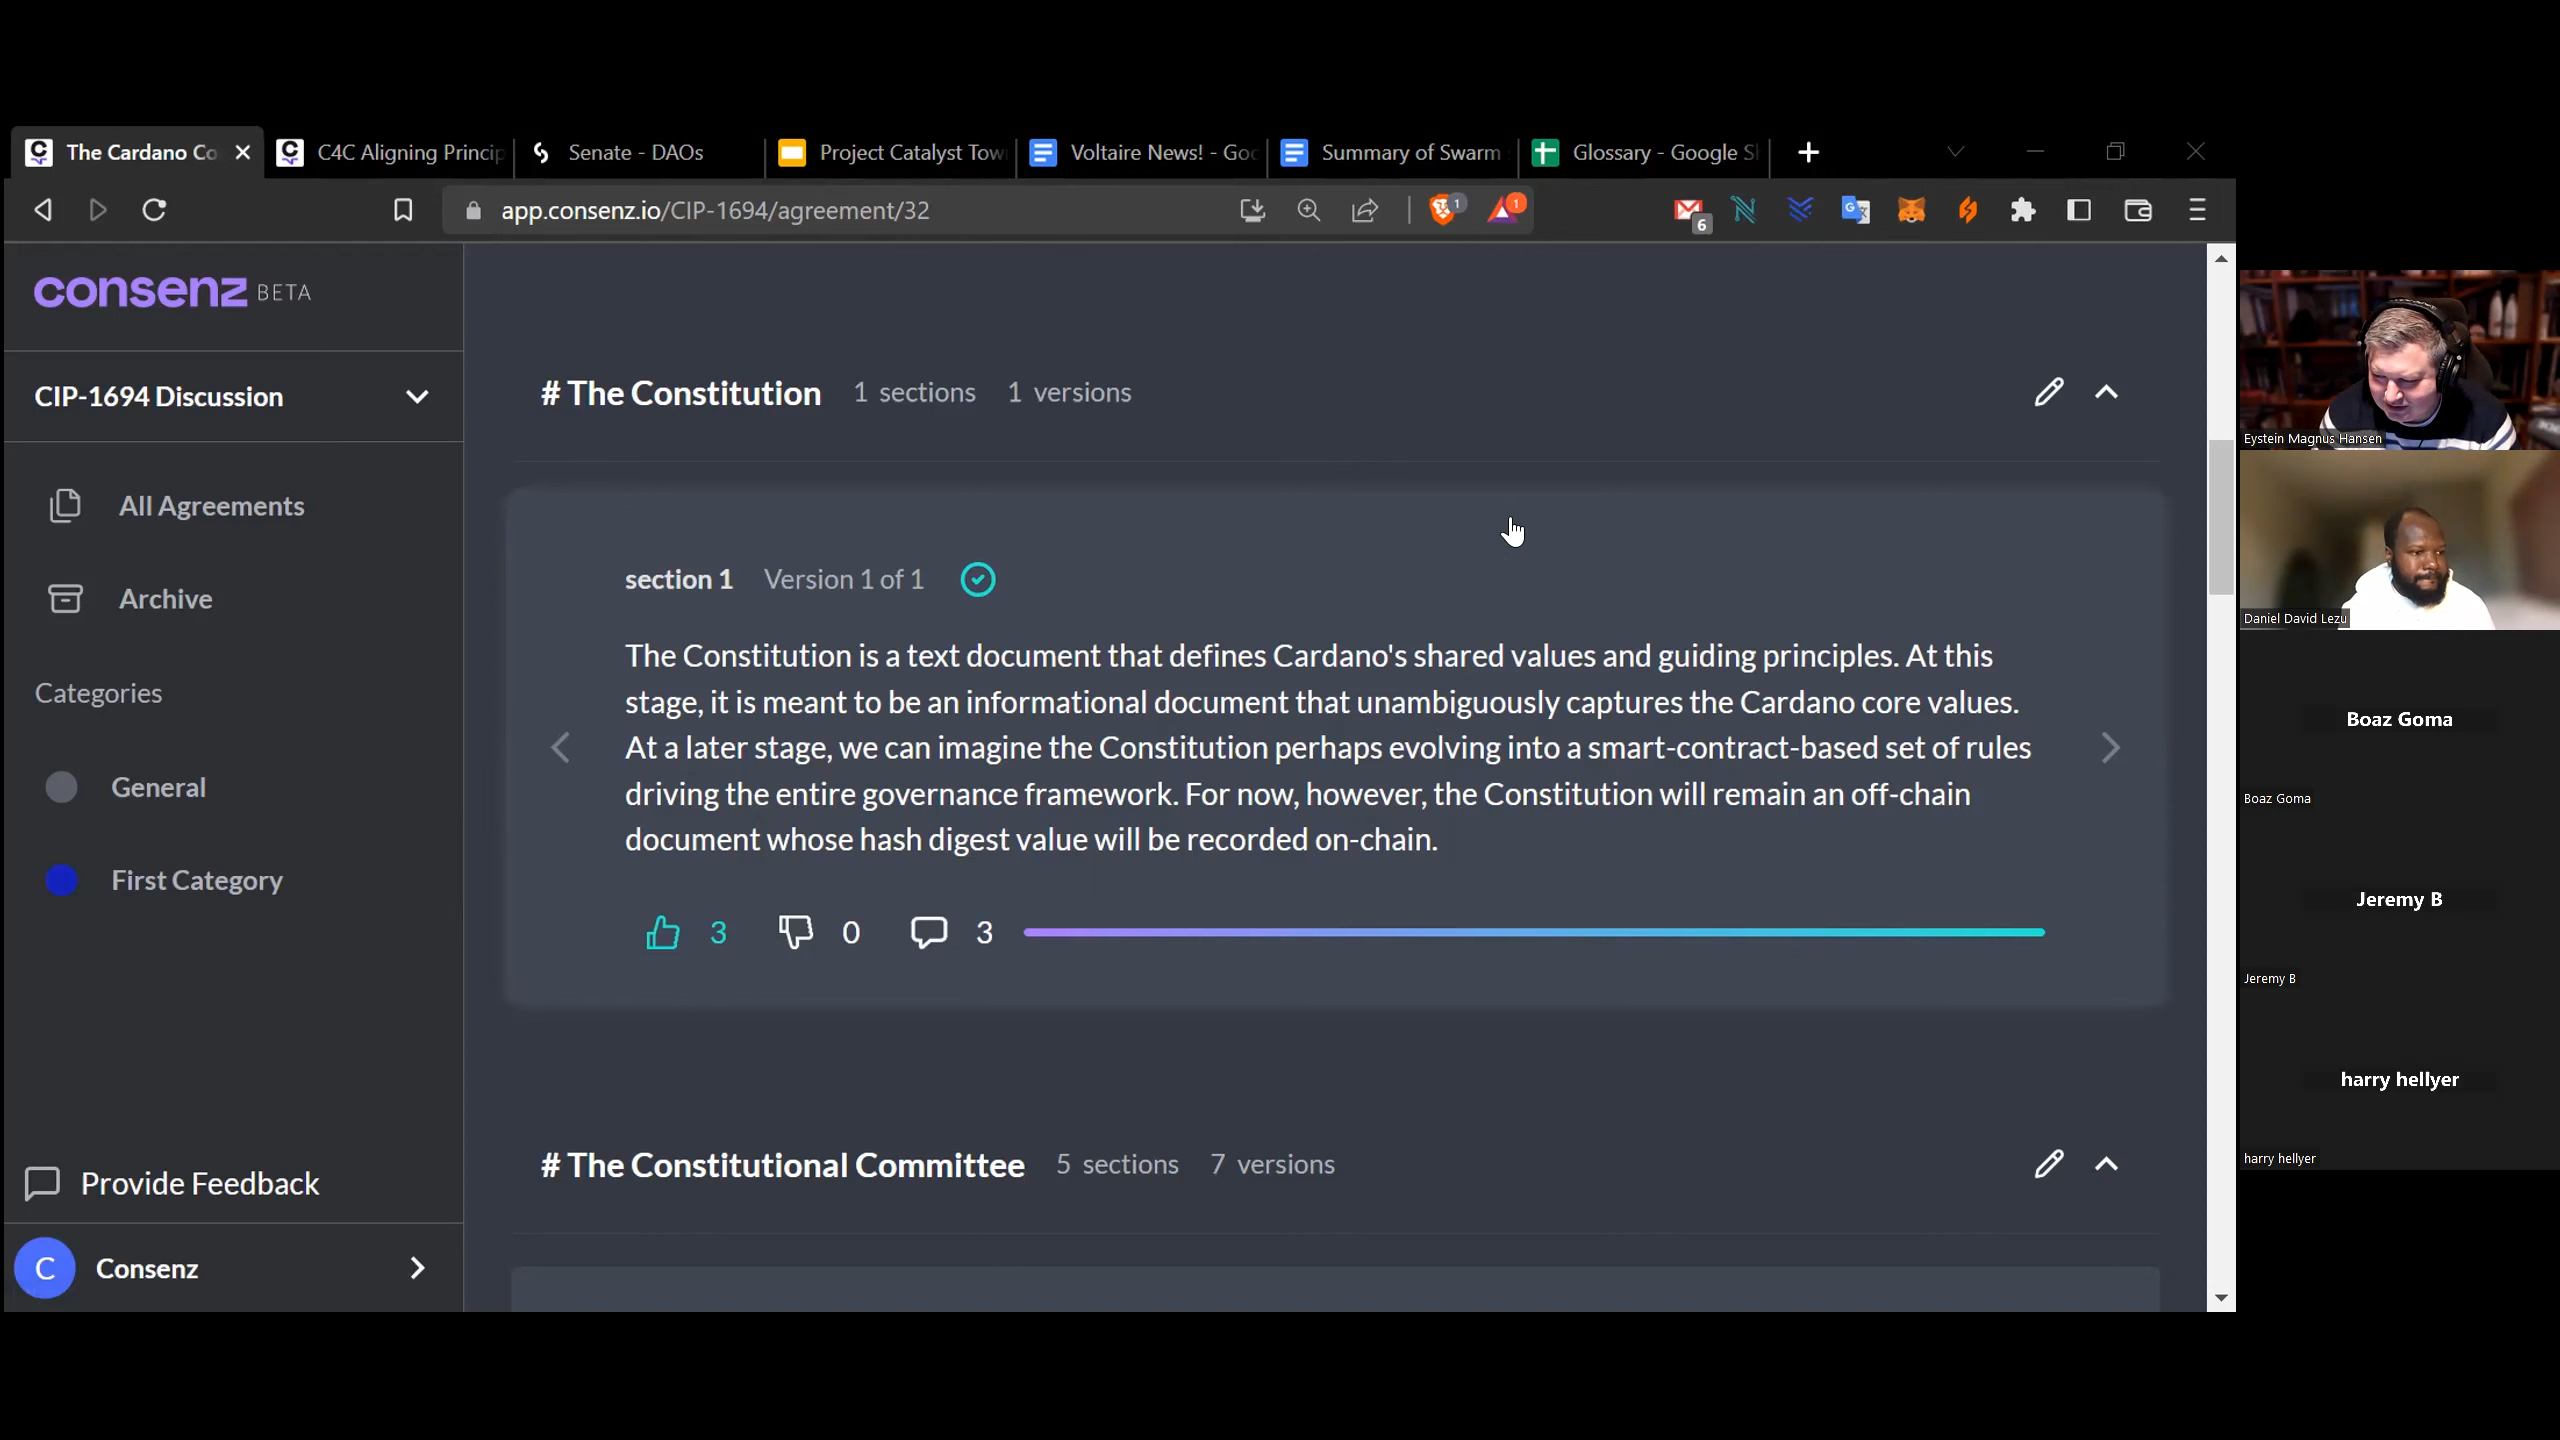 The Cardano Co
C4C Aligning Princip
Senate - DAOs
Project Catalyst Tow
Voltaire News! - Goo
Summary of Swarm
Glossary - Google Sh
app.consenz.io/CIP-1694/agreement/32
1
1
6
consenz BETA
CIP-1694 Discussion
All Agreements
Archive
Categories
General
First Category
Provide Feedback
C Consenz
# The Constitution 1 sections 1 versions
section 1 Version 1 of 1
The Constitution is a text document that defines Cardano's shared values and guiding principles. At this
stage, it is meant to be an informational document that unambiguously captures the Cardano core values.
At a later stage, we can imagine the Constitution perhaps evolving into a smart-contract-based set of rules
driving the entire governance framework. For now, however, the Constitution will remain an off-chain
document whose hash digest value will be recorded on-chain.
3 0 3
# The Constitutional Committee 5 sections 7 versions
Eystein Magnus Hansen
Daniel David Lezu
Boaz Goma
Boaz Goma
Jeremy B
Jeremy B
harry hellyer
harry hellyer